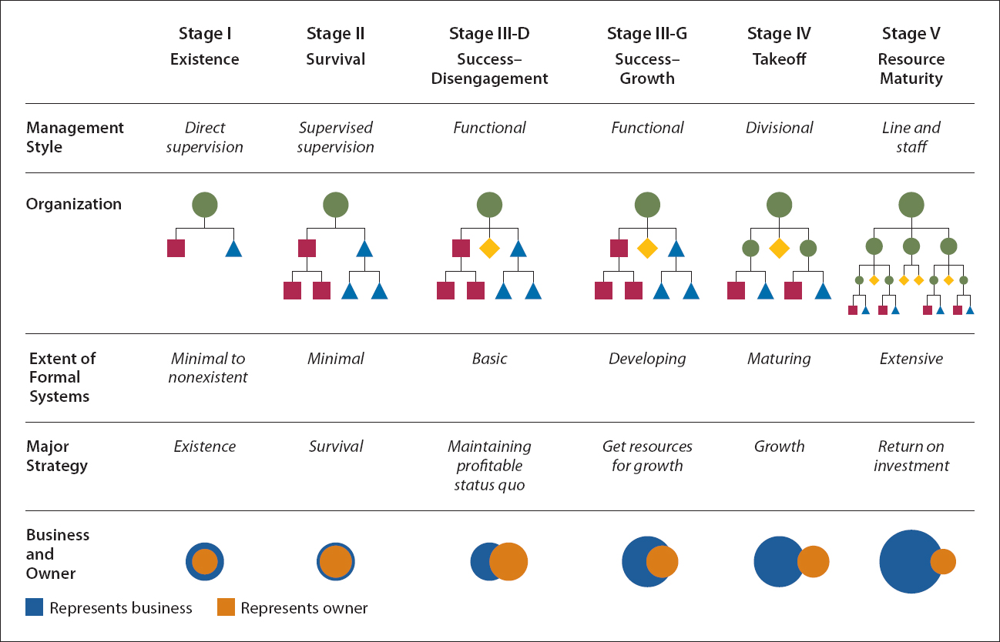 Stage I
Existence
Stage II
Survival
Stage III-D
Success–
Disengagement
Stage III-G
Success–
Growth
Stage IV
Takeoff
Stage V
Resource
Maturity
Management
Style
Direct
supervision
Supervised
supervision
Functional
Functional
Divisional
Line and
staff
Organization
Extent of
Formal
Systems
Minimal to
nonexistent
Minimal
Basic
Developing
Maturing
Extensive
Major
Strategy
Existence
Survival
Maintaining
profitable
status quo
Get resources
for growth
Growth
Return on
investment
Business
and
Owner
Represents business
Represents owner